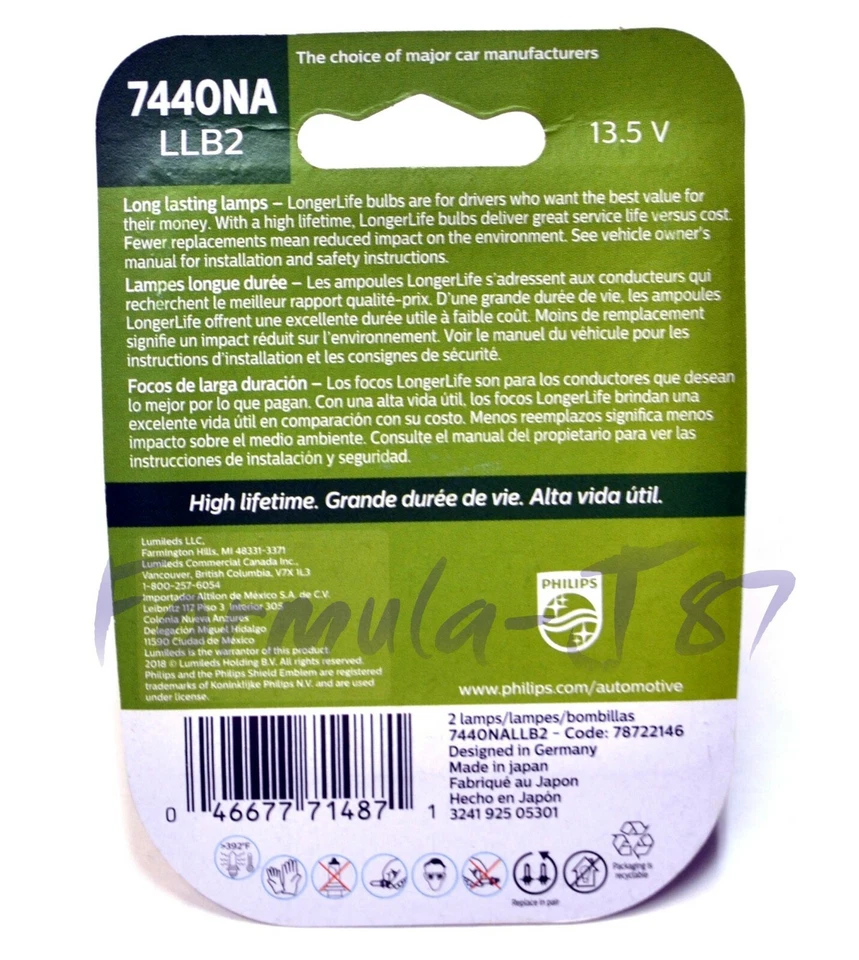 The choice of major car manufacturers
7440NA
LLB2
13.5 V
Long lasting lamps – LongerLife bulbs are for drivers who want the best value for
their money. With a high lifetime, LongerLife bulbs deliver great service life versus cost.
Fewer replacements mean reduced impact on the environment. See vehicle owner's
manual for installation and safety instructions.
Lampes longue durée – Les ampoules LongerLife s'adressent aux conducteurs qui
recherchent le meilleur rapport qualité-prix. D'une grande durée de vie, les ampoules
LongerLife offrent une excellente durée utile à faible coût. Moins de remplacement
signifie un impact réduit sur l'environnement. Voir le manuel du véhicule pour les
instructions d'installation et les consignes de sécurité.
Focos de larga duración – Los focos LongerLife son para los conductores que desean
lo mejor por lo que pagan. Con una alta vida útil, los focos LongerLife brindan una
excelente vida útil en comparación con su costo. Menos reemplazos significa menos
impacto sobre el medio ambiente. Consulte el manual del propietario para ver las
instrucciones de instalación y seguridad.
High lifetime. Grande durée de vie. Alta vida útil.
Lumileds LLC,
Farmington Hills, MI 48331-3371
Lumileds Commercial Canada Inc.,
Vancouver, British Columbia, V7X 1L3
1-800-257-6054
Importador Altilon de México S.A. de C.V.
Leibnitz 117 Piso 3 Interior 305
Colonia Nueva Anzures
Delegación Miguel Hidalgo
11590 Ciudad de México
Lumileds is the warrantor of this product.
2018 © Lumileds Holding B.V. All rights reserved.
Philips and the Philips Shield Emblem are registered
trademarks of Koninklijke Philips N.V. and are used
under license.
Formula-J 87
PHILIPS
www.philips.com/automotive
2 lamps/lampes/bombillas
7440NALLB2 - Code: 78722146
Designed in Germany
Made in japan
Fabriqué au Japon
Hecho en Japón
3241 925 05301
0 46677 71487 1
>392°F
Replace in pair
Packaging is
recyclable